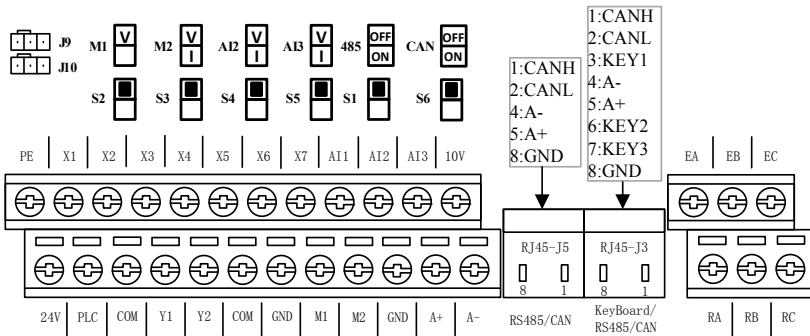 J9
J10
M1 V
M2 V I
AI2 V I
AI3 V I
485 OFF ON
CAN OFF ON
S2
S3
S4
S5
S1
S6
1:CANH
2:CANL
4:A-
5:A+
8:GND
1:CANH
2:CANL
3:KEY1
4:A-
5:A+
6:KEY2
7:KEY3
8:GND
PE X1 X2 X3 X4 X5 X6 X7 AI1 AI2 AI3 10V
EA EB EC
RJ45-J5
8 1
RJ45-J3
8 1
24V PLC COM Y1 Y2 COM GND M1 M2 GND A+ A-
RS485/CAN
KeyBoard/
RS485/CAN
RA RB RC